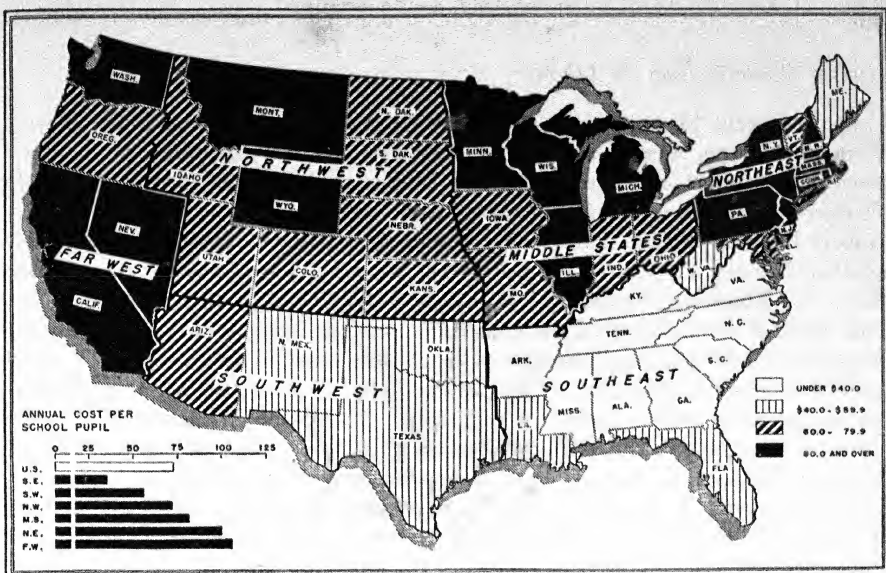 WASH.
MONT.
N. DAK.
MINN.
ME.
OREG.
IDAHO
S. DAK.
WIS.
MICH.
N.Y.
VT.
N.H.
MASS.
CONN.
NORTHWEST
NORTHEAST
WYO.
NEBR.
IOWA
PA.
N.J.
NEV.
UTAH
COLO.
KANS.
MO.
ILL.
IND.
OHIO
W. VA.
VA.
MIDDLE STATES
FAR WEST
CALIF.
ARIZ.
N. MEX.
OKLA.
ARK.
KY.
TENN.
N. C.
S. C.
SOUTHWEST
SOUTHEAST
TEXAS
LA.
MISS.
ALA.
GA.
FLA
UNDER $40.0
$40.0 - $59.9
60.0 - 79.9
80.0 AND OVER
ANNUAL COST PER
SCHOOL PUPIL
0 25 50 75 100 125
U.S.
S.E.
S.W.
N.W.
M.S.
N.E.
F.W.